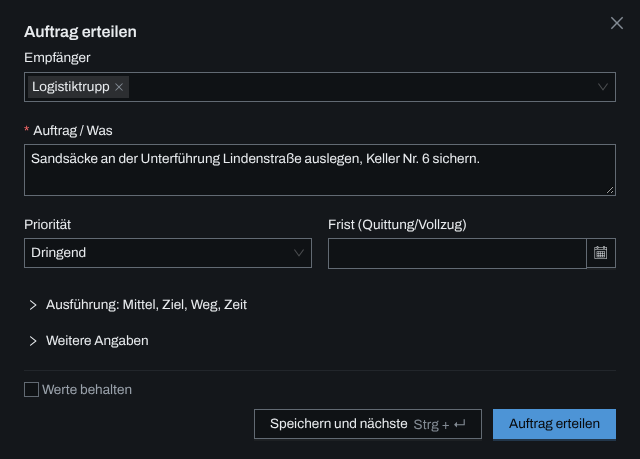 Auftrag erteilen
Empfänger
Logistiktrupp
* Auftrag / Was
Sandsäcke an der Unterführung Lindenstraße auslegen, Keller Nr. 6 sichern.
Priorität
Frist (Quittung/Vollzug)
Dringend
Ausführung: Mittel, Ziel, Weg, Zeit
Weitere Angaben
Werte behalten
Speichern und nächste Strg + ↵
Auftrag erteilen